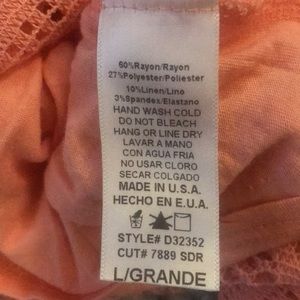 60%Rayon/Rayon
27%Polyester/Poliester
10%Linen/Lino
3%Spandex/Elastano
HAND WASH COLD
DO NOT BLEACH
HANG OR LINE DRY
LAVAR A MANO
CON AGUA FRIA
NO USAR CLORO
SECAR COLGADO
MADE IN U.S.A.
HECHO EN E.U.A.
STYLE# D32352
CUT# 7889 SDR
L/GRANDE